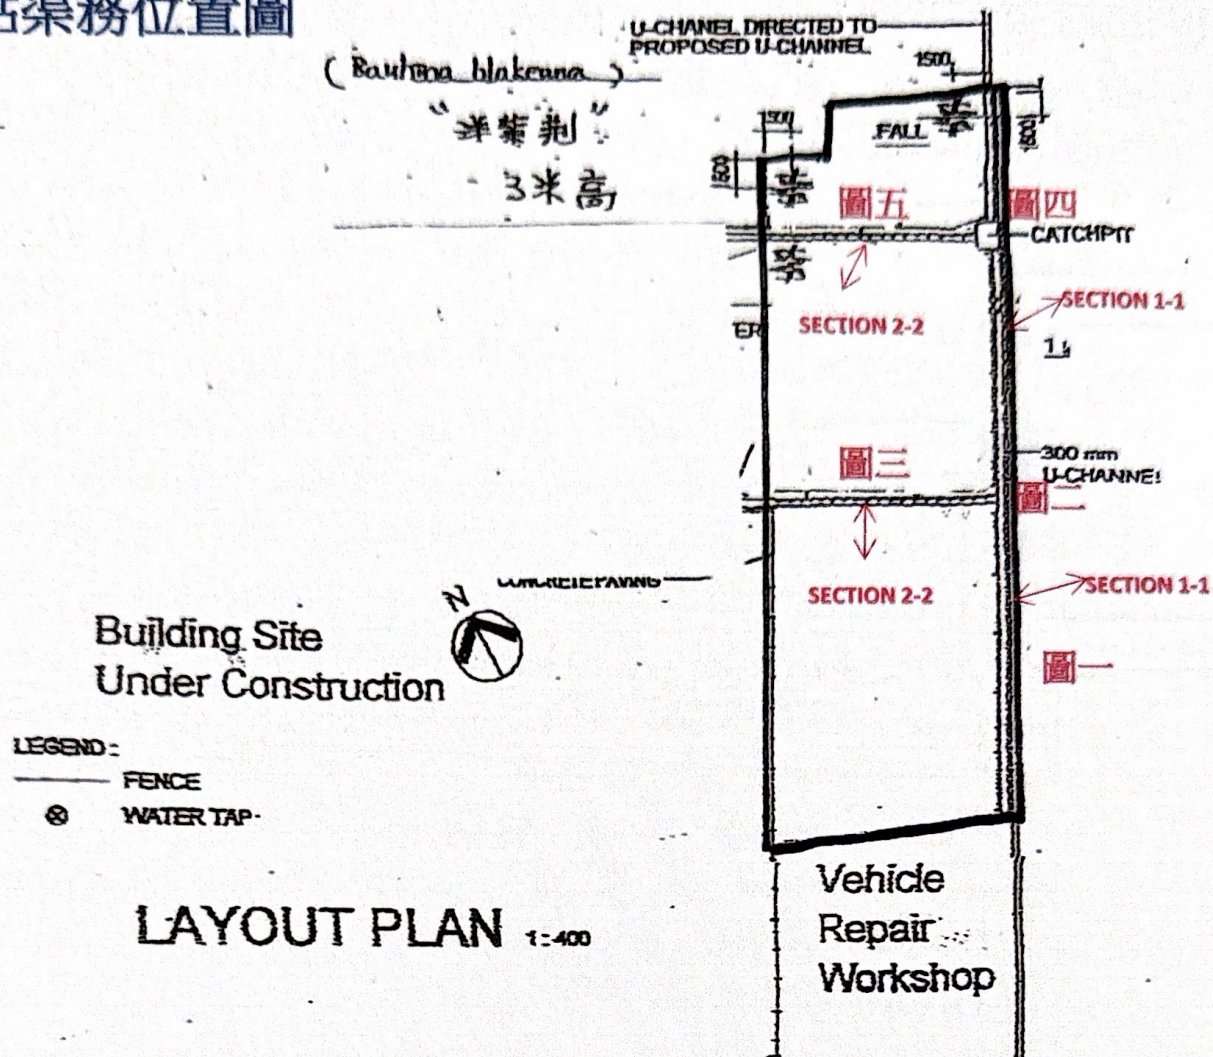 渠務位置圖
U-CHANEL DIRECTED TO
PROPOSED U-CHANNEL
(Bauhina blakeana)
"洋紫荆"
3米高
1500
FALL
圖五
圖四
CATCHPIT
SECTION 1-1
SECTION 2-2
ER
圖三
300 mm
U-CHANNEL
圖二
SECTION 1-1
SECTION 2-2
CONCRETE PAVING
N
Building Site
Under Construction
圖一
LEGEND:
FENCE
WATER TAP
Vehicle
Repair
Workshop
LAYOUT PLAN 1:400